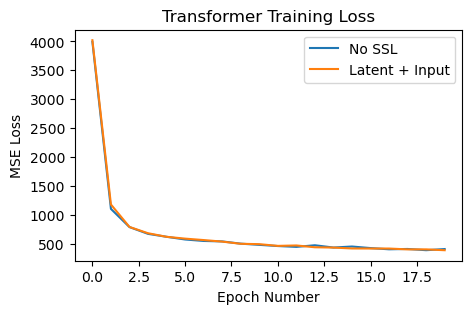 Transformer Training Loss
No SSL
Latent + Input
MSE Loss
4000
3500
3000
2500
2000
1500
1000
500
0.0 2.5 5.0 7.5 10.0 12.5 15.0 17.5
Epoch Number